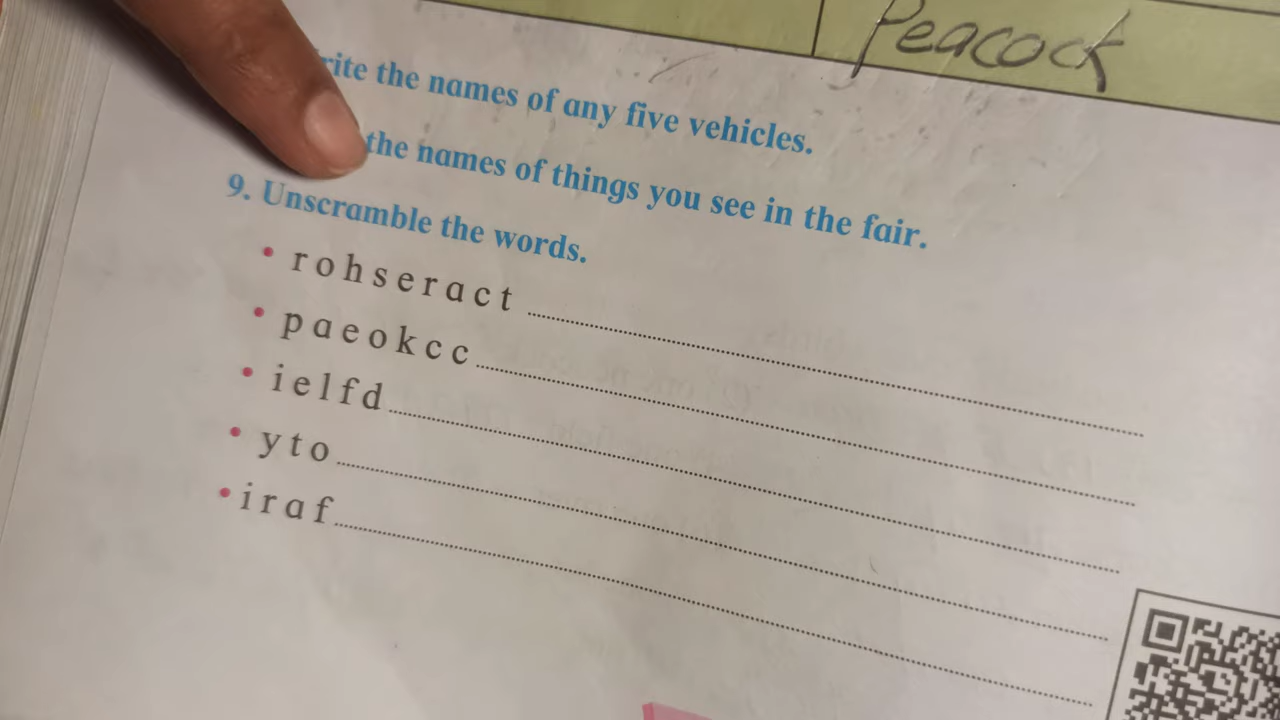 Peacock
rite the names of any five vehicles.
the names of things you see in the fair.
9. Unscramble the words.
• r o h s e r a c t
• p a e o k c c
• i e l f d
• y t o
• i r a f